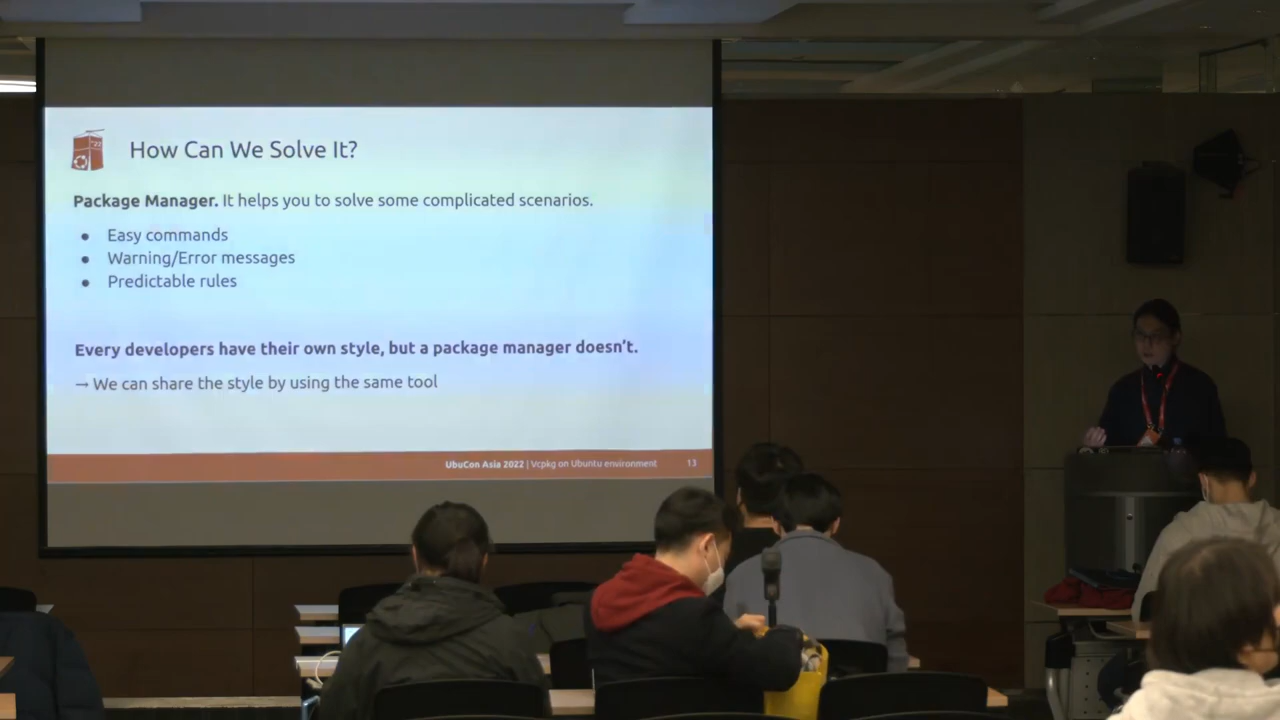 How Can We Solve It?
Package Manager. It helps you to solve some complicated scenarios.
● Easy commands
● Warning/Error messages
● Predictable rules
Every developers have their own style, but a package manager doesn't.
→ We can share the style by using the same tool
UbuCon Asia 2022 | Vcpkg on Ubuntu environment 13